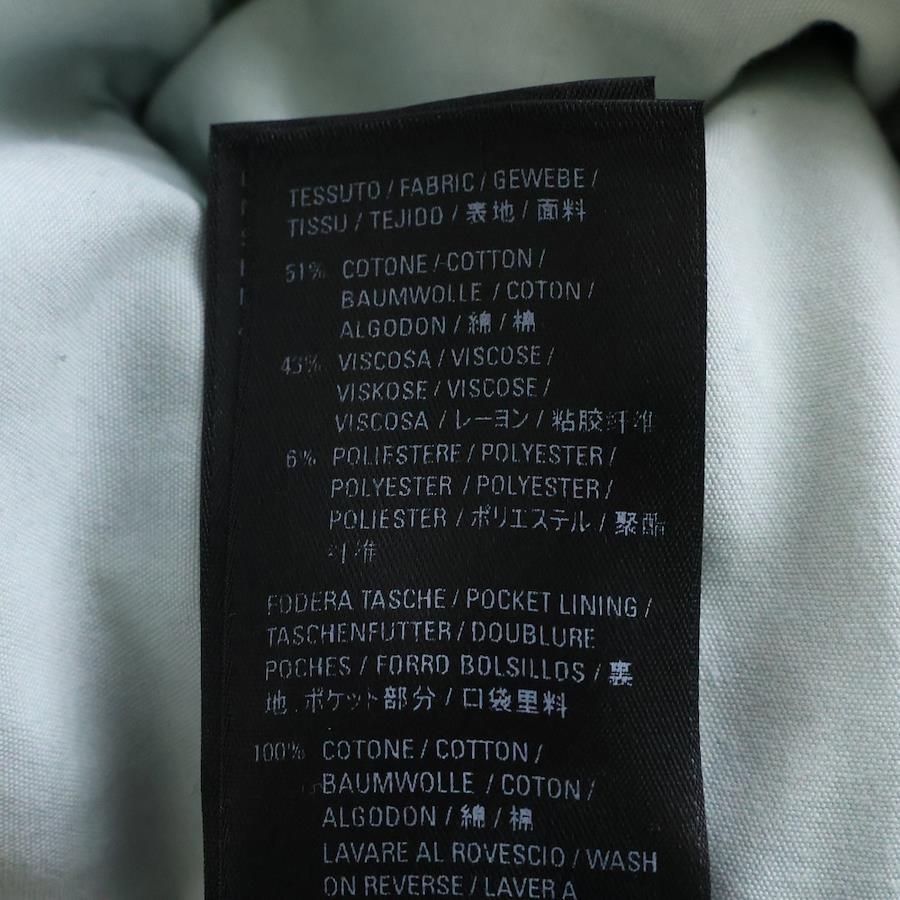 TESSUTO / FABRIC / GEWEBE /
TISSU / TEJIDO / 裏地 / 面料
51% COTONE / COTTON /
BAUMWOLLE / COTON /
ALGODON / 綿 / 棉
43% VISCOSA / VISCOSE /
VISKOSE / VISCOSE /
VISCOSA / レーヨン / 粘胶纤维
6% POLIESTERE / POLYESTER /
POLYESTER / POLYESTER /
POLIESTER / ポリエステル / 聚酯
纤维
FODERA TASCHE / POCKET LINING /
TASCHENFUTTER / DOUBLURE
POCHES / FORRO BOLSILLOS / 裏
地, ポケット部分 / 口袋里料
100% COTONE / COTTON /
BAUMWOLLE / COTON /
ALGODON / 綿 / 棉
LAVARE AL ROVESCIO / WASH
ON REVERSE / LAVER A